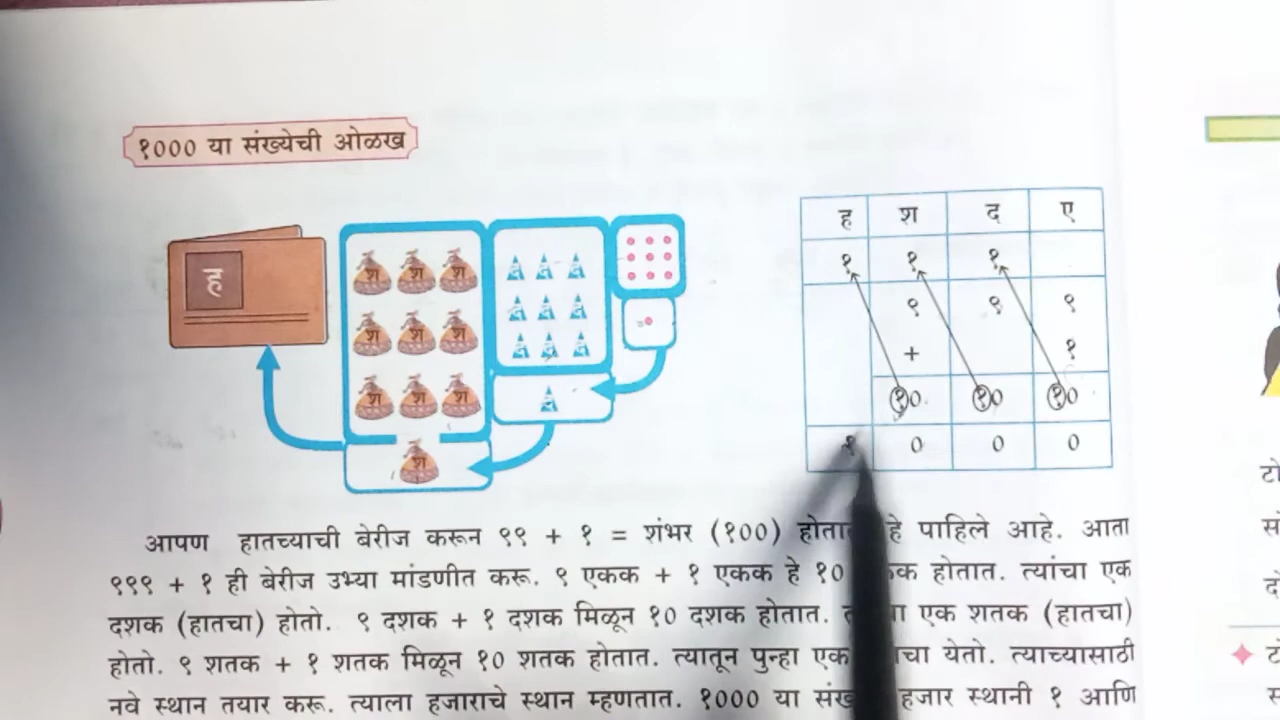 १००० या संख्येची ओळख
ह
श श श
श श श
श श श
श
द द द
द द द
द द द
द
ह श द ए
१ १ १
९ ९ ९
+ १
१० १० १०
१ ० ० ०
आपण हातच्याची बेरीज करून ९९ + १ = शंभर (१००) हे पाहिले आहे. आता
९९९ + १ ही बेरीज उभ्या मांडणीत करू. ९ एकक + १ एकक हे १० होतात. त्यांचा एक
दशक (हातचा) होतो. ९ दशक + १ दशक मिळून १० दशक होतात. एक शतक (हातचा)
होतो. ९ शतक + १ शतक मिळून १० शतक होतात. त्यातून पुन्हा एक येतो. त्याच्यासाठी
नवे स्थान तयार करू. त्याला हजाराचे स्थान म्हणतात. १००० या हजार स्थानी १ आणि